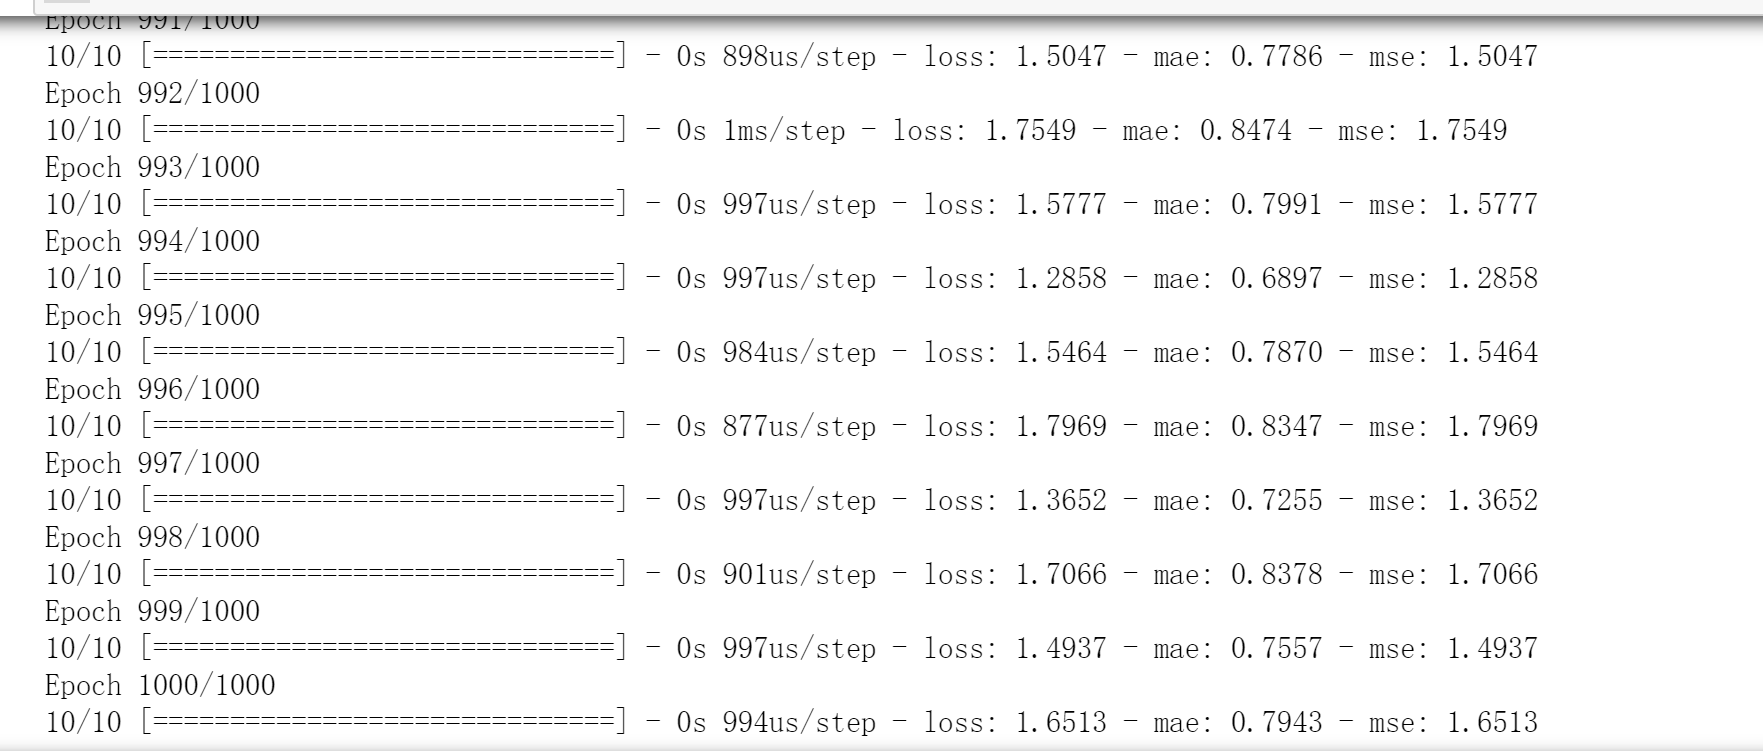 Epoch 991/1000
10/10 [==============================] - 0s 898us/step - loss: 1.5047 - mae: 0.7786 - mse: 1.5047
Epoch 992/1000
10/10 [==============================] - 0s 1ms/step - loss: 1.7549 - mae: 0.8474 - mse: 1.7549
Epoch 993/1000
10/10 [==============================] - 0s 997us/step - loss: 1.5777 - mae: 0.7991 - mse: 1.5777
Epoch 994/1000
10/10 [==============================] - 0s 997us/step - loss: 1.2858 - mae: 0.6897 - mse: 1.2858
Epoch 995/1000
10/10 [==============================] - 0s 984us/step - loss: 1.5464 - mae: 0.7870 - mse: 1.5464
Epoch 996/1000
10/10 [==============================] - 0s 877us/step - loss: 1.7969 - mae: 0.8347 - mse: 1.7969
Epoch 997/1000
10/10 [==============================] - 0s 997us/step - loss: 1.3652 - mae: 0.7255 - mse: 1.3652
Epoch 998/1000
10/10 [==============================] - 0s 901us/step - loss: 1.7066 - mae: 0.8378 - mse: 1.7066
Epoch 999/1000
10/10 [==============================] - 0s 997us/step - loss: 1.4937 - mae: 0.7557 - mse: 1.4937
Epoch 1000/1000
10/10 [==============================] - 0s 994us/step - loss: 1.6513 - mae: 0.7943 - mse: 1.6513